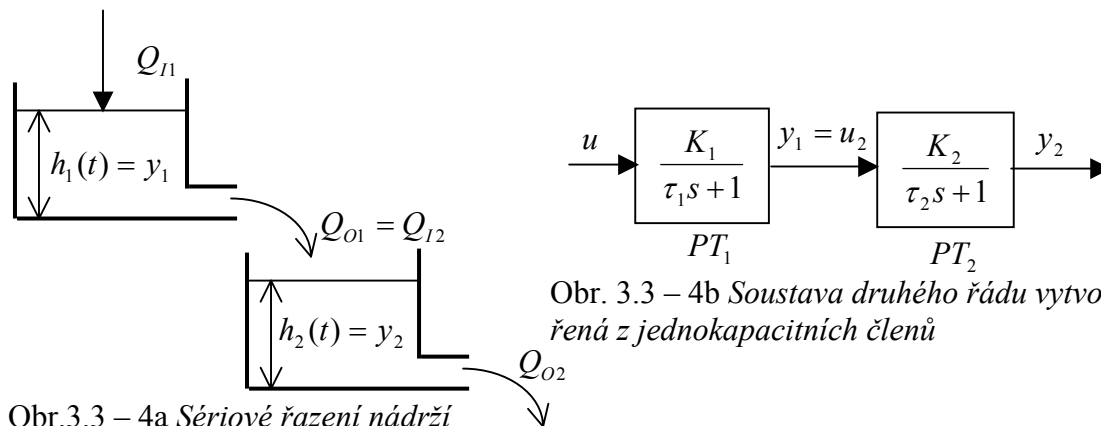 Q_{I1}
h_1(t) = y_1
Q_{O1} = Q_{I2}
h_2(t) = y_2
Q_{O2}
Obr.3.3 – 4a Sériové řazení nádrží
u
K_1
τ_1 s + 1
PT_1
y_1 = u_2
K_2
τ_2 s + 1
PT_2
y_2
Obr. 3.3 – 4b Soustava druhého řádu vytvo
řená z jednokapacitních členů